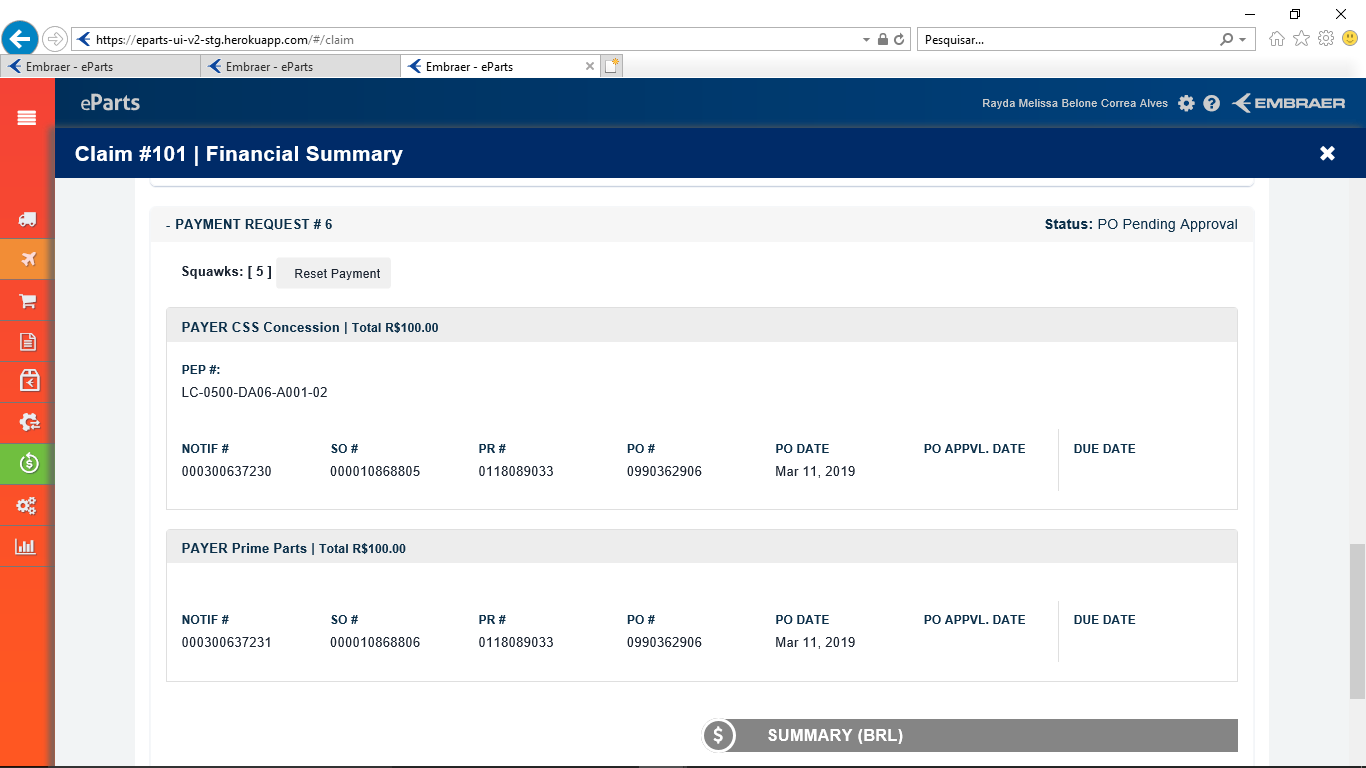 https://eparts-ui-v2-stg.herokuapp.com/#/claim
Pesquisar...
Embraer - eParts
Embraer - eParts
Embraer - eParts
eParts
Rayda Melissa Belone Correa Alves
EMBRAER
Claim #101 | Financial Summary
- PAYMENT REQUEST # 6
Status: PO Pending Approval
Squawks: [ 5 ]
Reset Payment
PAYER CSS Concession | Total R$100.00
PEP #:
LC-0500-DA06-A001-02
NOTIF # SO # PR # PO # PO DATE PO APPVL. DATE DUE DATE
000300637230 000010868805 0118089033 0990362906 Mar 11, 2019
PAYER Prime Parts | Total R$100.00
NOTIF # SO # PR # PO # PO DATE PO APPVL. DATE DUE DATE
000300637231 000010868806 0118089033 0990362906 Mar 11, 2019
$ SUMMARY (BRL)